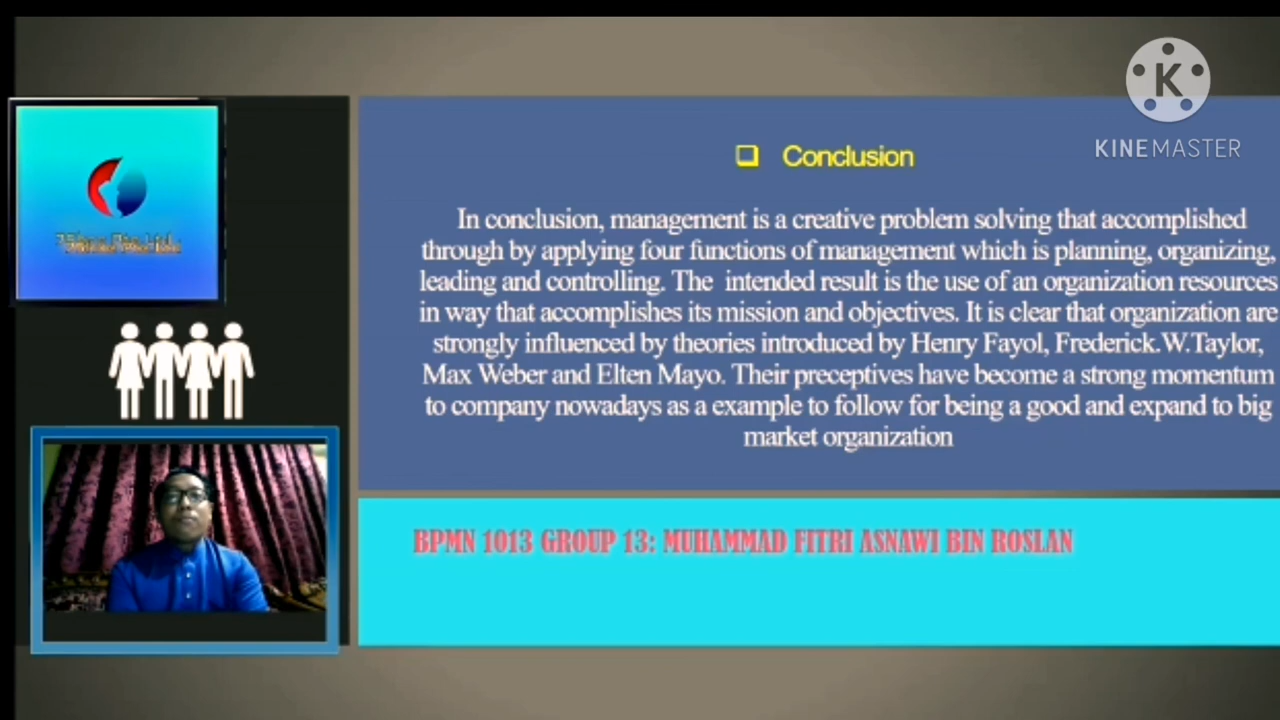 K
KINEMASTER
Conclusion
In conclusion, management is a creative problem solving that accomplished
through by applying four functions of management which is planning, organizing,
leading and controlling. The intended result is the use of an organization resources
in way that accomplishes its mission and objectives. It is clear that organization are
strongly influenced by theories introduced by Henry Fayol, Frederick.W.Taylor,
Max Weber and Elten Mayo. Their preceptives have become a strong momentum
to company nowadays as a example to follow for being a good and expand to big
market organization
BPMN 1013 GROUP 13: MUHAMMAD FITRI ASNAWI BIN ROSLAN